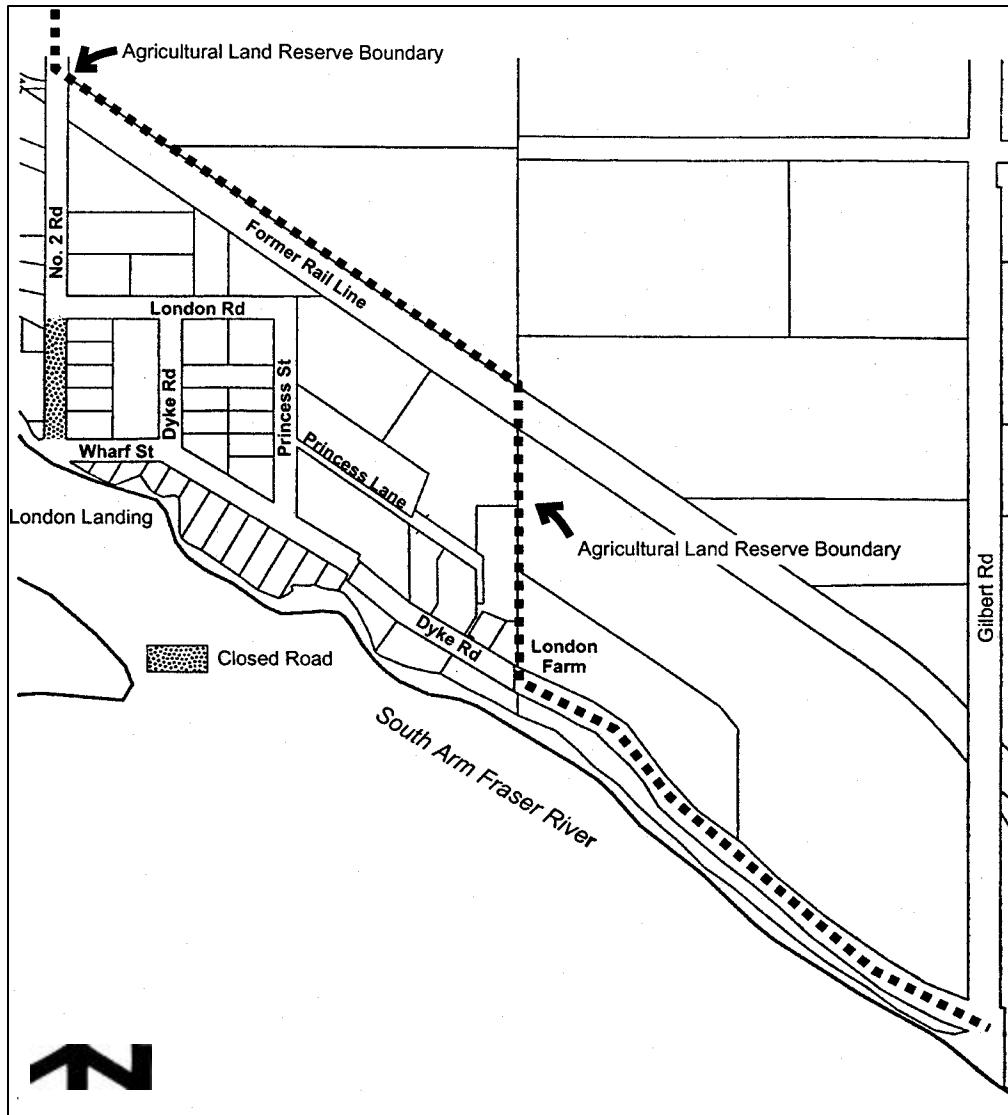 Agricultural Land Reserve Boundary
No. 2 Rd
Former Rail Line
London Rd
Dyke Rd
Princess St
Wharf St
Princess Lane
London Landing
Agricultural Land Reserve Boundary
Gilbert Rd
Dyke Rd
London
Farm
Closed Road
South Arm Fraser River